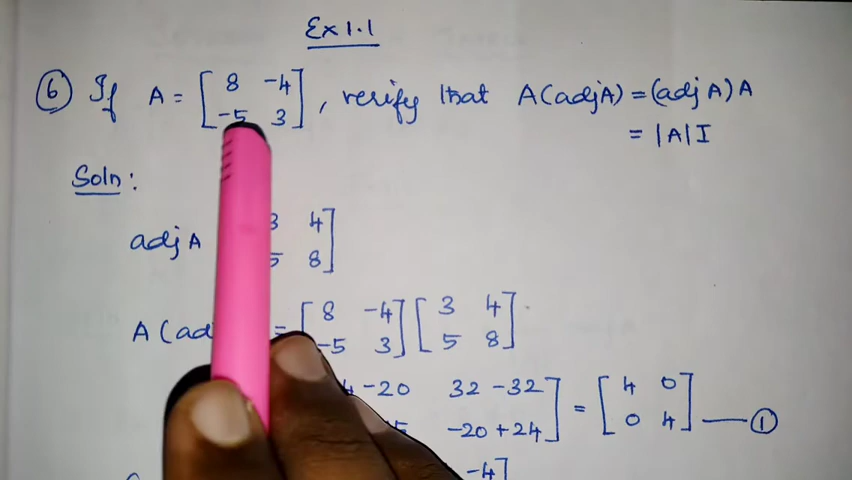 Ex 1.1
⑥ If A = [ 8 -4 ] , verify that A(adjA) = (adj A) A
[ -5 3 ]
= |A| I
Soln :
adj A 3 4 ]
5 8 ]
A (ad = [ 8 -4 ] [ 3 4 ]
-5 3 ] [ 5 8 ]
-20 32 -32 ] = [ 4 0 ]
-20 +24 ] [ 0 4 ] — ①
-4 ]